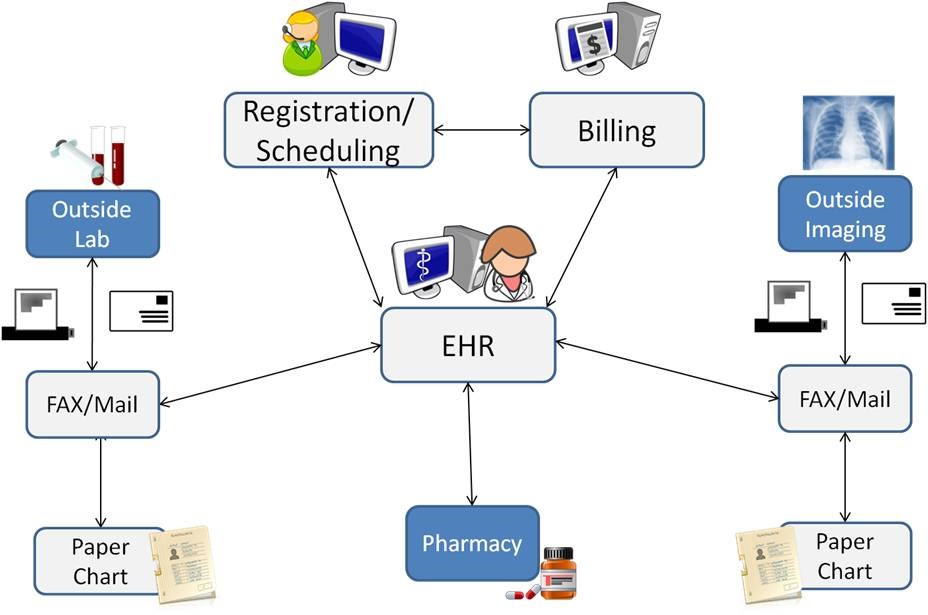 $
Registration/
Scheduling
Billing
Outside
Lab
Outside
Imaging
EHR
FAX/Mail
FAX/Mail
Pharmacy
Paper
Chart
Paper
Chart